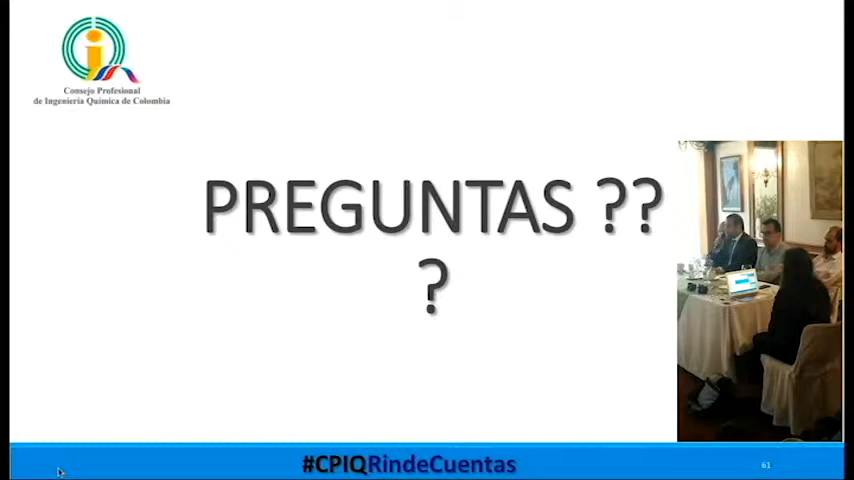 Consejo Profesional
de Ingeniería Química de Colombia
PREGUNTAS ??
?
#CPIQRindeCuentas
61